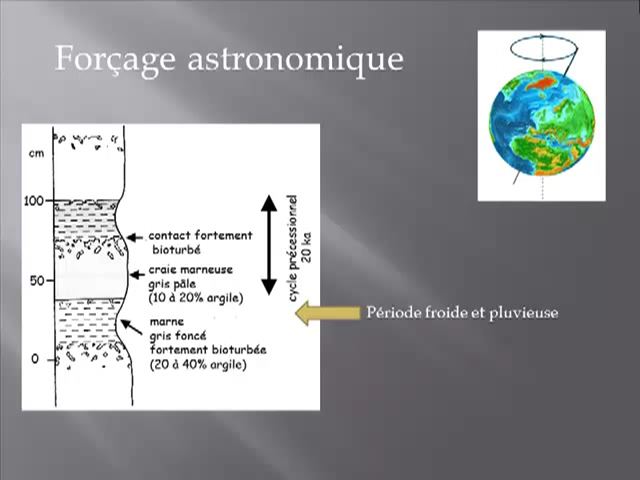 Forçage astronomique
cm
100
50
0
contact fortement
bioturbé
craie marneuse
gris pâle
(10 à 20% argile)
marne
gris foncé
fortement bioturbée
(20 à 40% argile)
cycle précessionnel
20 ka
Période froide et pluvieuse